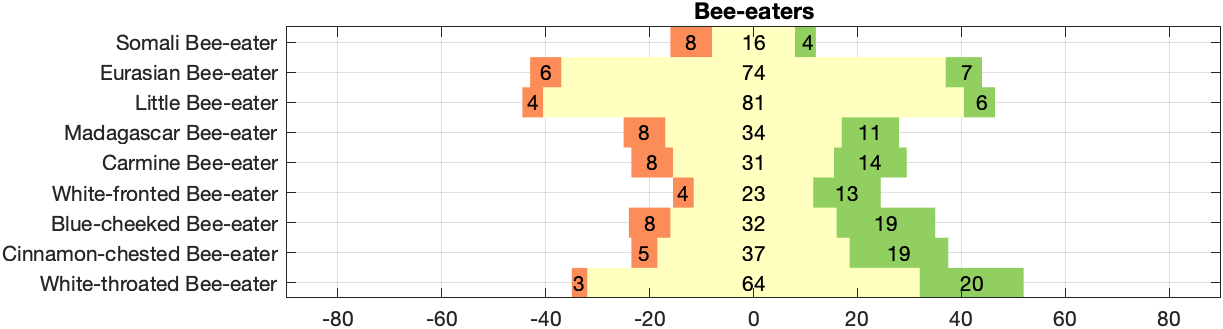 Bee-eaters
Somali Bee-eater 8 16 4
Eurasian Bee-eater 6 74 7
Little Bee-eater 4 81 6
Madagascar Bee-eater 8 34 11
Carmine Bee-eater 8 31 14
White-fronted Bee-eater 4 23 13
Blue-cheeked Bee-eater 8 32 19
Cinnamon-chested Bee-eater 5 37 19
White-throated Bee-eater 3 64 20
-80 -60 -40 -20 0 20 40 60 80